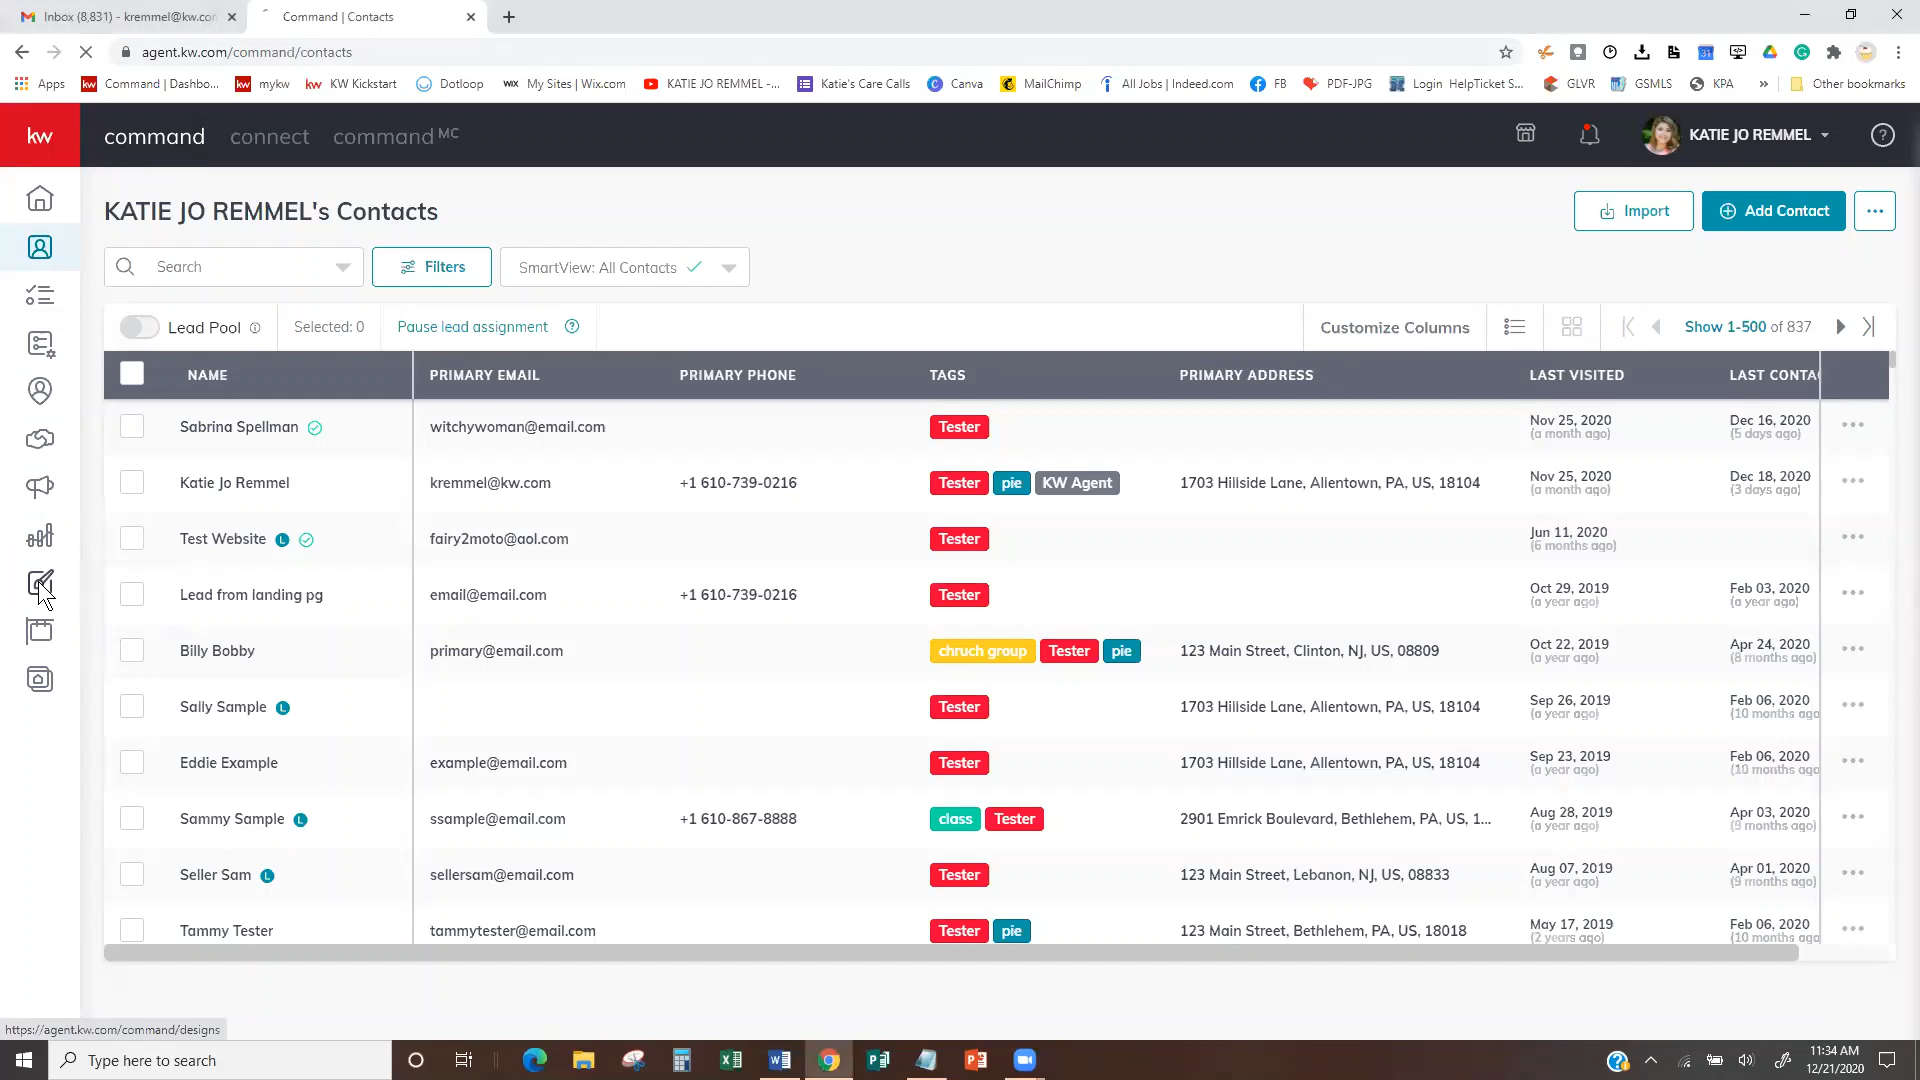 Inbox (8,831) - kremmel@kw.co
Command | Contacts
agent.kw.com/command/contacts
Apps
kw Command | Dashbo...
kw mykw
kw KW Kickstart
Dotloop
WIX My Sites | Wix.com
KATIE JO REMMEL -...
Katie's Care Calls
Canva
MailChimp
All Jobs | Indeed.com
FB
PDF-JPG
Login HelpTicket S...
GLVR
GSMLS
KPA
»
Other bookmarks
kw
command connect command MC
KATIE JO REMMEL
KATIE JO REMMEL's Contacts
Import
Add Contact
Search
Filters
SmartView: All Contacts
Lead Pool
Selected: 0
Pause lead assignment
Customize Columns
Show 1-500 of 837
NAME PRIMARY EMAIL PRIMARY PHONE TAGS PRIMARY ADDRESS LAST VISITED LAST CONTA
Sabrina Spellman witchywoman@email.com Tester Nov 25, 2020 Dec 16, 2020
(a month ago) (5 days ago)
Katie Jo Remmel kremmel@kw.com +1 610-739-0216 Tester pie KW Agent 1703 Hillside Lane, Allentown, PA, US, 18104 Nov 25, 2020 Dec 18, 2020
(a month ago) (3 days ago)
Test Website L fairy2moto@aol.com Tester Jun 11, 2020
(6 months ago)
Lead from landing pg email@email.com +1 610-739-0216 Tester Oct 29, 2019 Feb 03, 2020
(a year ago) (a year ago)
Billy Bobby primary@email.com chruch group Tester pie 123 Main Street, Clinton, NJ, US, 08809 Oct 22, 2019 Apr 24, 2020
(a year ago) (8 months ago)
Sally Sample L Tester 1703 Hillside Lane, Allentown, PA, US, 18104 Sep 26, 2019 Feb 06, 2020
(a year ago) (10 months ago
Eddie Example example@email.com Tester 1703 Hillside Lane, Allentown, PA, US, 18104 Sep 23, 2019 Feb 06, 2020
(a year ago) (10 months ago
Sammy Sample L ssample@email.com +1 610-867-8888 class Tester 2901 Emrick Boulevard, Bethlehem, PA, US, 1... Aug 28, 2019 Apr 03, 2020
(a year ago) (9 months ago)
Seller Sam L sellersam@email.com Tester 123 Main Street, Lebanon, NJ, US, 08833 Aug 07, 2019 Apr 01, 2020
(a year ago) (9 months ago)
Tammy Tester tammytester@email.com Tester pie 123 Main Street, Bethlehem, PA, US, 18018 May 17, 2019 Feb 06, 2020
(2 years ago) (10 months ago
https://agent.kw.com/command/designs
Type here to search
11:34 AM
12/21/2020